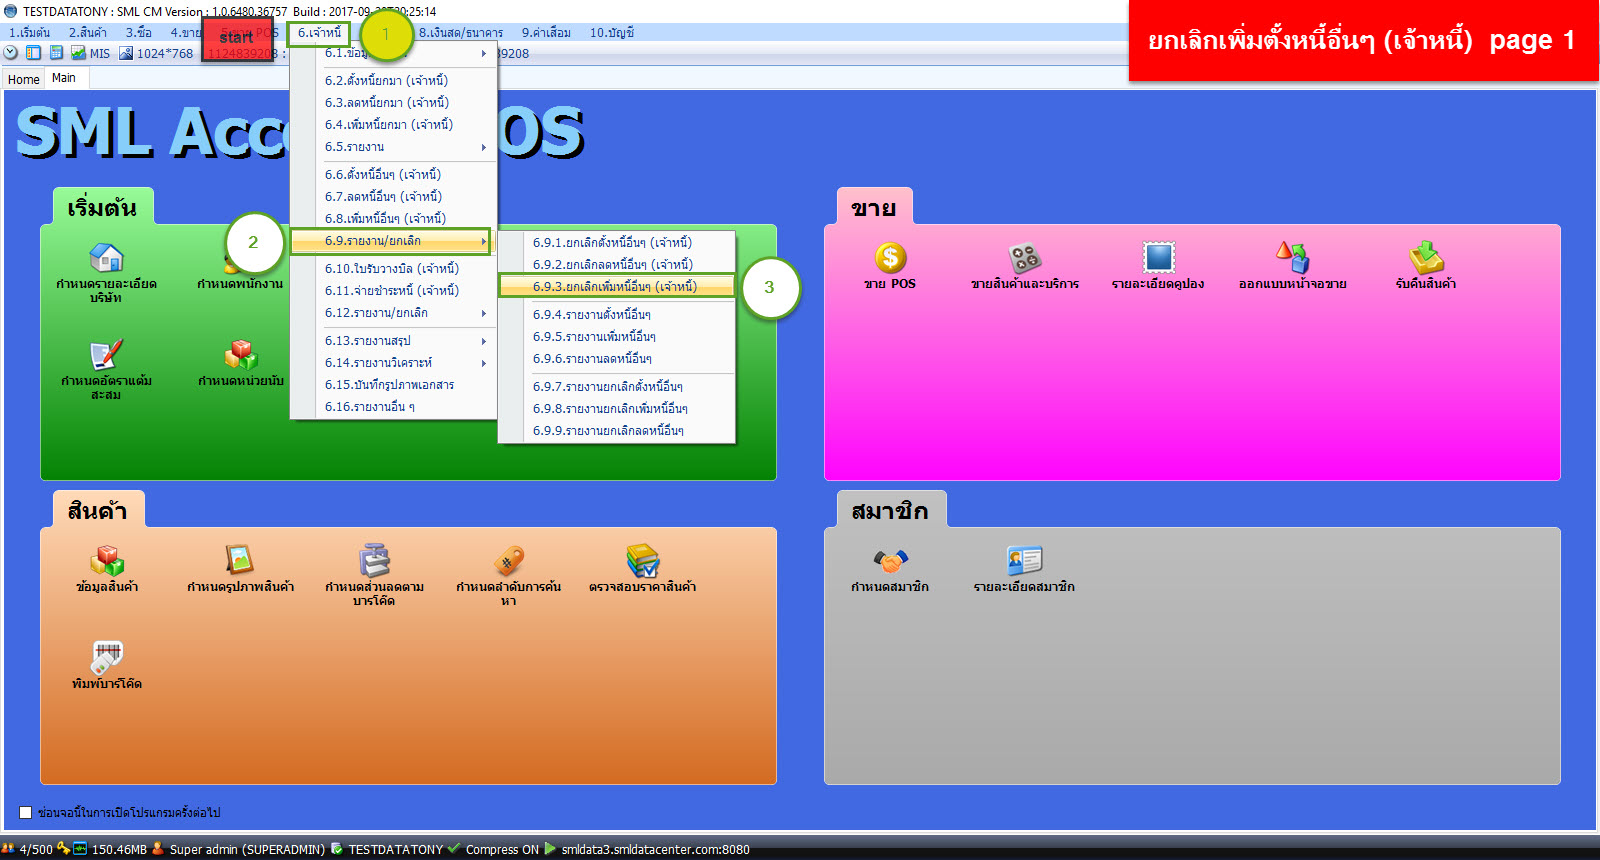 TESTDATATONY : SML CM Version : 1.0.6480.36757 Build : 2017-09-
25:14
ยกเลิกเพิ่มตั้งหนี้อื่นๆ (เจ้าหนี้) page 1
1.เริ่มต้น 2.สินค้า 3.ซื้อ 4.ขาย POS 6.เจ้าหนี้ 8.เงินสด/ธนาคาร 9.ค่าเสื่อม 10.บัญชี
start
1
MIS 1024*768 1124839208 : 39208
Home Main
SML Acc OS
6.1.ข้อมูล
6.2.ตั้งหนี้ยกมา (เจ้าหนี้)
6.3.ลดหนี้ยกมา (เจ้าหนี้)
6.4.เพิ่มหนี้ยกมา (เจ้าหนี้)
6.5.รายงาน
6.6.ตั้งหนี้อื่นๆ (เจ้าหนี้)
6.7.ลดหนี้อื่นๆ (เจ้าหนี้)
6.8.เพิ่มหนี้อื่นๆ (เจ้าหนี้)
2
6.9.รายงาน/ยกเลิก
6.10.ใบรับวางบิล (เจ้าหนี้)
6.11.จ่ายชำระหนี้ (เจ้าหนี้)
6.12.รายงาน/ยกเลิก
6.13.รายงานสรุป
6.14.รายงานวิเคราะห์
6.15.บันทึกรูปภาพเอกสาร
6.16.รายงานอื่น ๆ
6.9.1.ยกเลิกตั้งหนี้อื่นๆ (เจ้าหนี้)
6.9.2.ยกเลิกลดหนี้อื่นๆ (เจ้าหนี้)
6.9.3.ยกเลิกเพิ่มหนี้อื่นๆ (เจ้าหนี้)
3
6.9.4.รายงานตั้งหนี้อื่นๆ
6.9.5.รายงานเพิ่มหนี้อื่นๆ
6.9.6.รายงานลดหนี้อื่นๆ
6.9.7.รายงานยกเลิกตั้งหนี้อื่นๆ
6.9.8.รายงานยกเลิกเพิ่มหนี้อื่นๆ
6.9.9.รายงานยกเลิกลดหนี้อื่นๆ
เริ่มต้น
กำหนดรายละเอียด
บริษัท
กำหนดพนักงาน
กำหนดอัตราแต้ม
สะสม
กำหนดหน่วยนับ
ขาย
ขาย POS
ขายสินค้าและบริการ
รายละเอียดคูปอง
ออกแบบหน้าจอขาย
รับคืนสินค้า
สินค้า
ข้อมูลสินค้า
กำหนดรูปภาพสินค้า
กำหนดส่วนลดตาม
บาร์โค๊ด
กำหนดลำดับการค้น
หา
ตรวจสอบราคาสินค้า
พิมพ์บาร์โค๊ด
สมาชิก
กำหนดสมาชิก
รายละเอียดสมาชิก
ซ่อนจอนี้ในการเปิดโปรแกรมครั้งต่อไป
4/500 150.46MB Super admin (SUPERADMIN) TESTDATATONY Compress ON smldata3.smldatacenter.com:8080